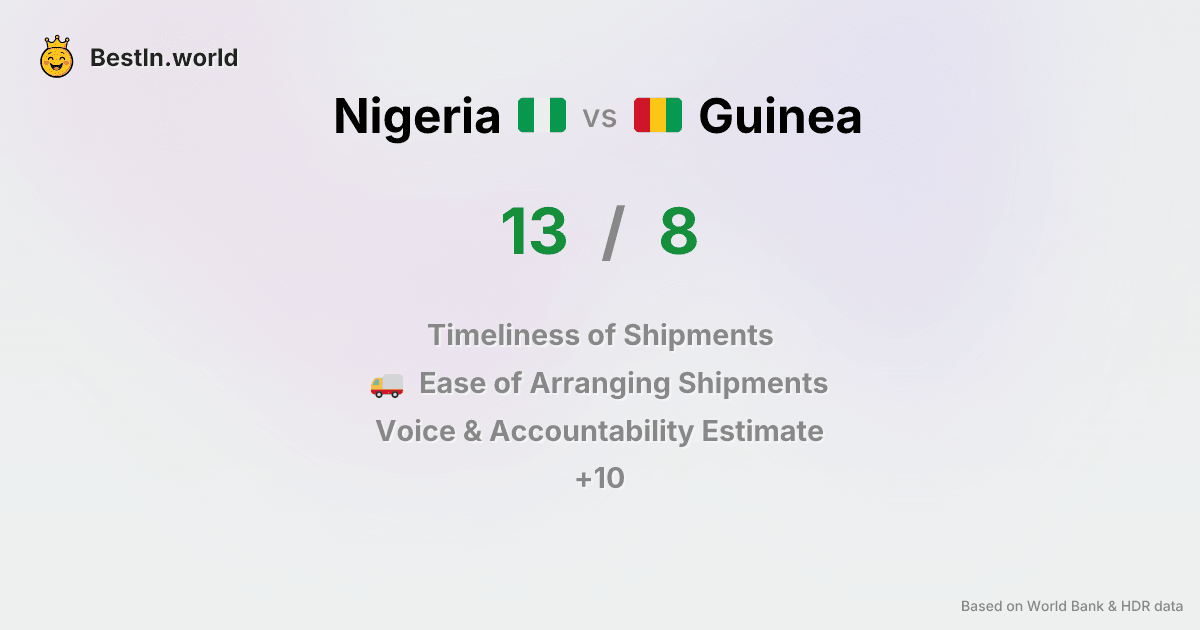 BestIn.world
Nigeria vs Guinea
13 / 8
Timeliness of Shipments
Ease of Arranging Shipments
Voice & Accountability Estimate
+10
Based on World Bank & HDR data